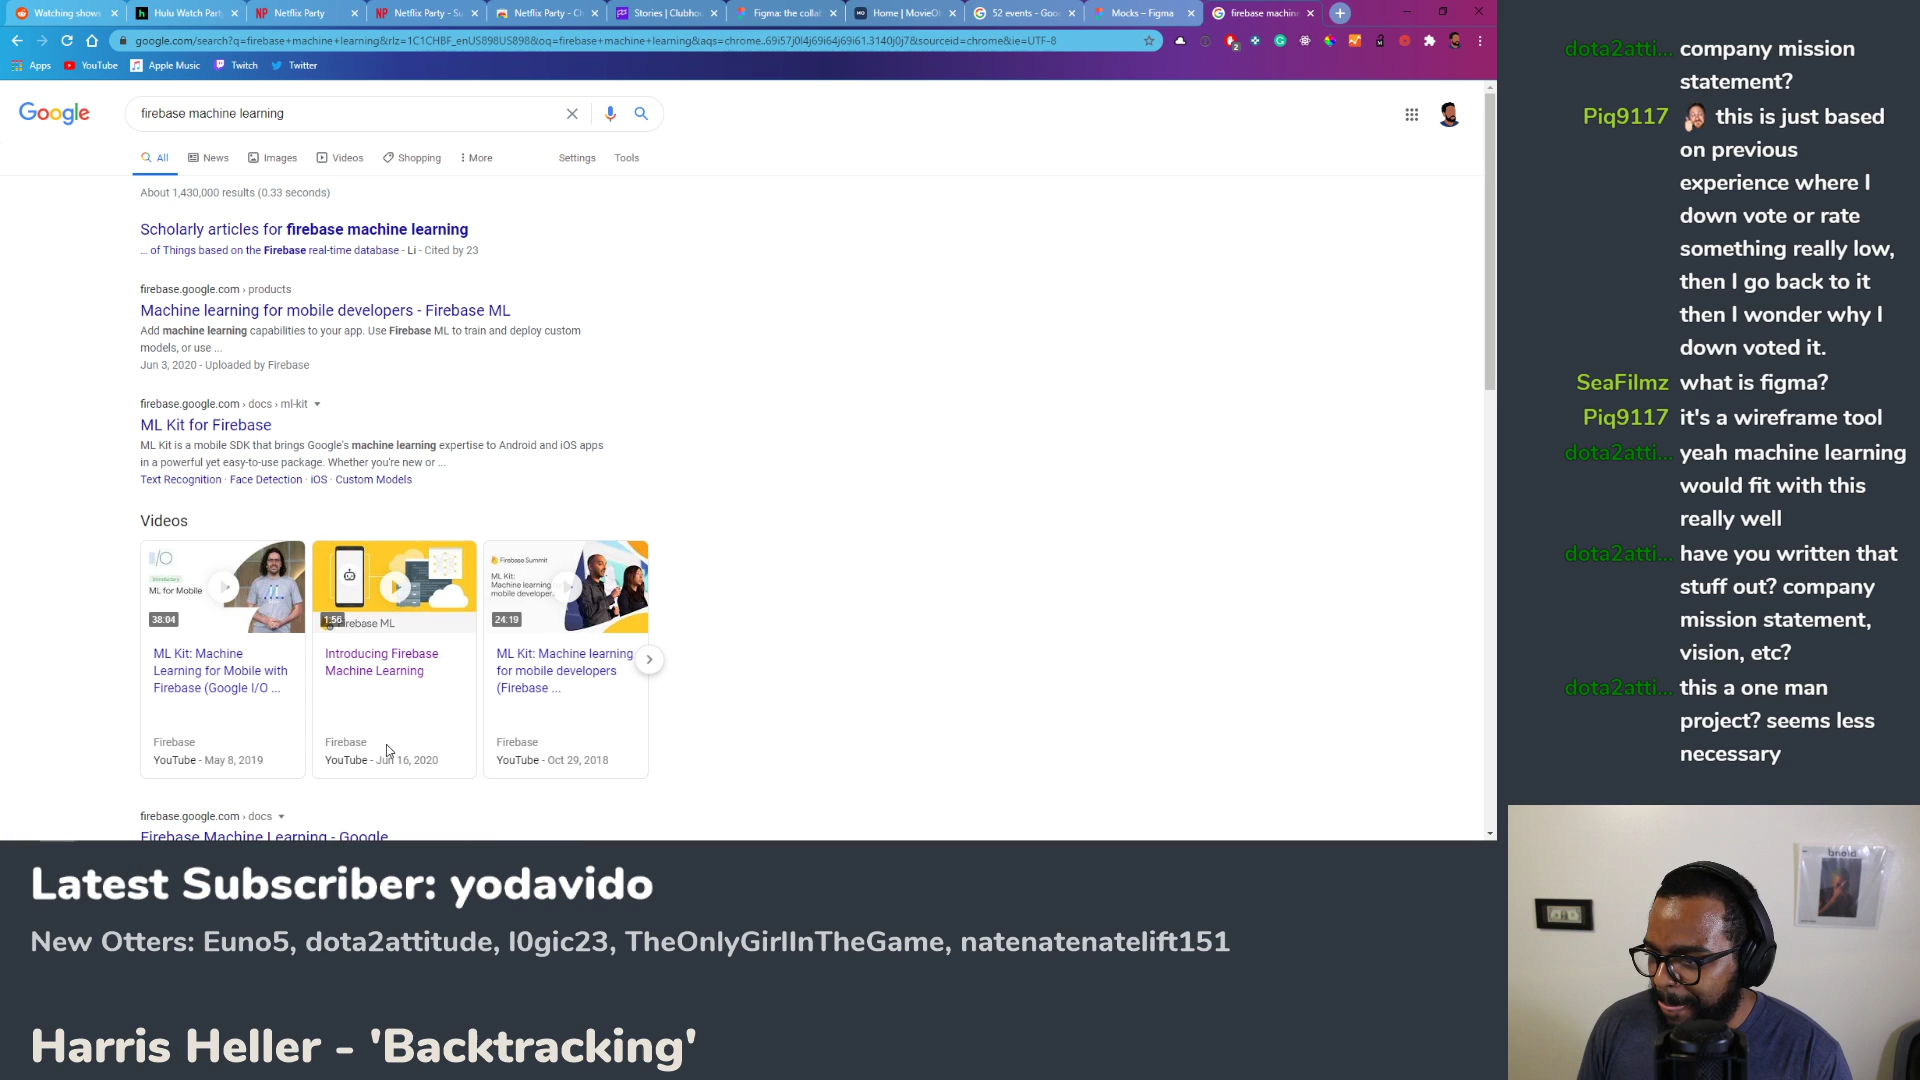 Watching shows
Hulu Watch Part
Netflix Party
Netflix Party - Su
Netflix Party - Ch
Stories | Clubho
Figma: the colla
Home | MovieO
52 events - Goo
Mocks – Figma
firebase machin
google.com/search?q=firebase+machine+learning&rlz=1C1CHBF_enUS898US898&oq=firebase+machine+learning&aqs=chrome..69i57j0l4j69i64j69i61.3140j0j7&sourceid=chrome&ie=UTF-8
Apps YouTube Apple Music Twitch Twitter
Google
firebase machine learning
All News Images Videos Shopping More Settings Tools
About 1,430,000 results (0.33 seconds)
Scholarly articles for firebase machine learning
... of Things based on the Firebase real-time database - Li - Cited by 23
firebase.google.com › products
Machine learning for mobile developers - Firebase ML
Add machine learning capabilities to your app. Use Firebase ML to train and deploy custom
models, or use ...
Jun 3, 2020 - Uploaded by Firebase
firebase.google.com › docs › ml-kit
ML Kit for Firebase
ML Kit is a mobile SDK that brings Google's machine learning expertise to Android and iOS apps
in a powerful yet easy-to-use package. Whether you're new or ...
Text Recognition · Face Detection · iOS · Custom Models
Videos
I/O
ML for Mobile
38:04
ML Kit: Machine
Learning for Mobile with
Firebase (Google I/O ...
Firebase
YouTube - May 8, 2019
1:56
Firebase ML
Introducing Firebase
Machine Learning
Firebase
YouTube - Jun 16, 2020
Firebase Summit
ML Kit:
Machine learning
mobile developer
24:19
ML Kit: Machine learning
for mobile developers
(Firebase ...
Firebase
YouTube - Oct 29, 2018
firebase.google.com › docs
Firebase Machine Learning - Google
dota2atti... company mission
statement?
Piq9117 this is just based
on previous
experience where I
down vote or rate
something really low,
then I go back to it
then I wonder why I
down voted it.
SeaFilmz what is figma?
Piq9117 it's a wireframe tool
dota2atti... yeah machine learning
would fit with this
really well
dota2atti... have you written that
stuff out? company
mission statement,
vision, etc?
dota2atti... this a one man
project? seems less
necessary
Latest Subscriber: yodavido
New Otters: Euno5, dota2attitude, l0gic23, TheOnlyGirlInTheGame, natenatenatelift151
Harris Heller - 'Backtracking'